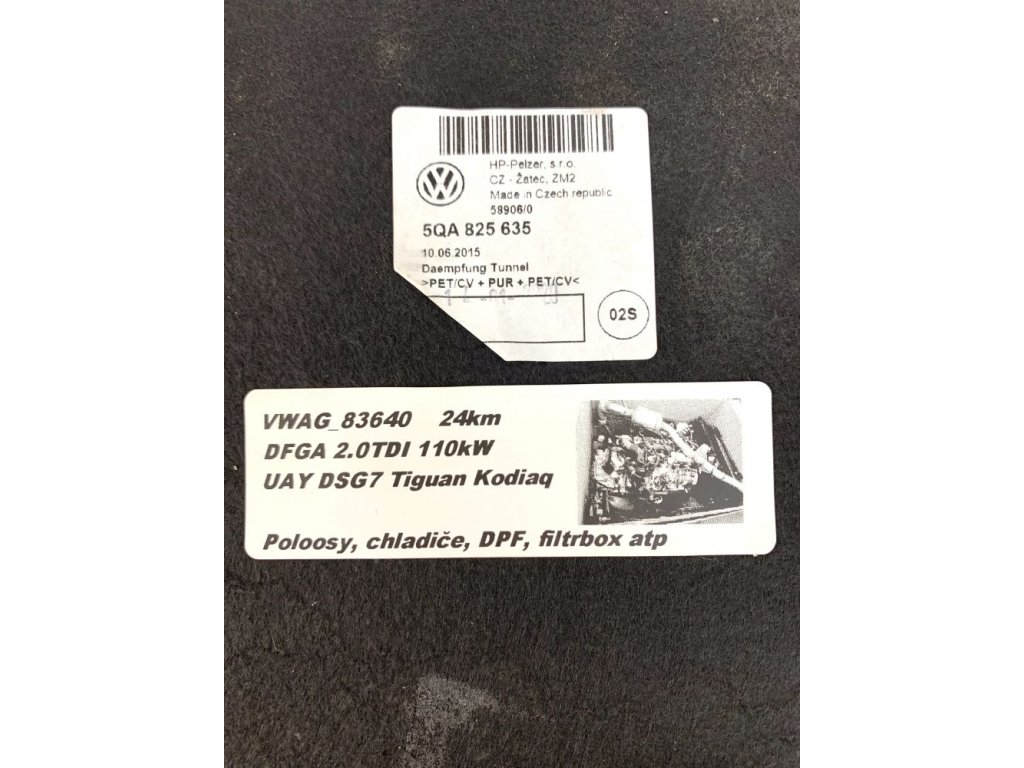 HP-Pelzer, s.r.o.
CZ - Žatec, ZM2
Made in Czech republic
58906/0
5QA 825 635
10.06.2015
Daempfung Tunnel
>PET/CV + PUR + PET/CV<
02S
VWAG_83640 24km
DFGA 2.0TDI 110kW
UAY DSG7 Tiguan Kodiaq
Poloosy, chladiče, DPF, filtrbox atp